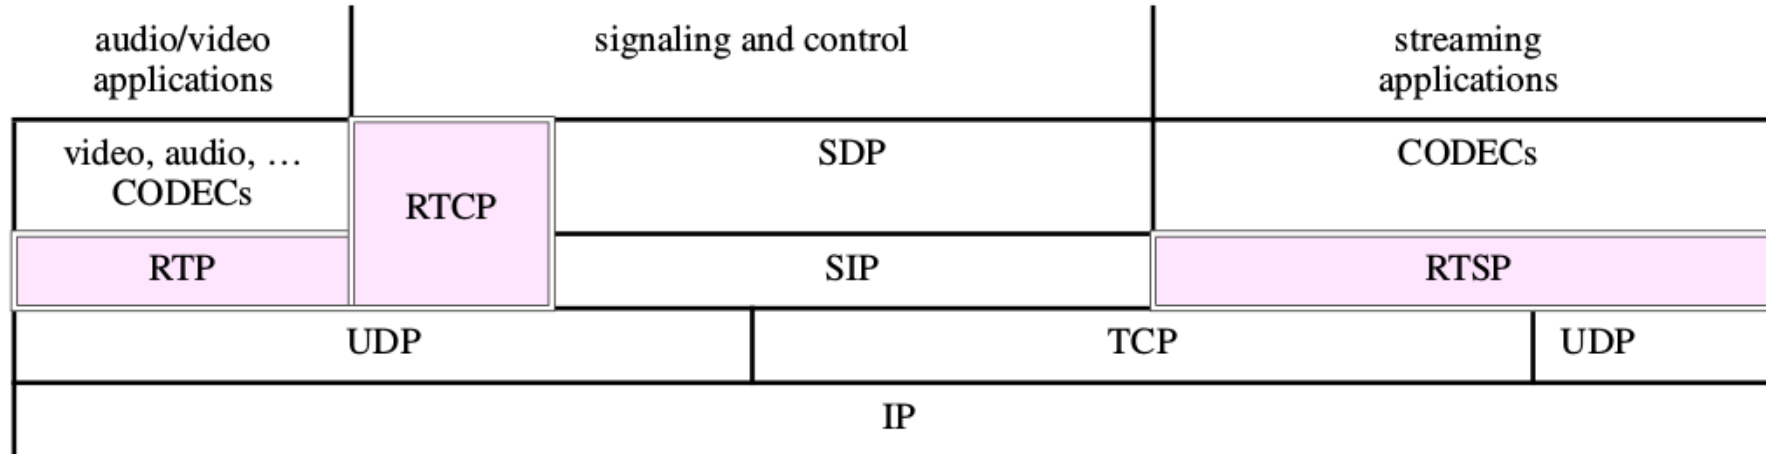 audio/video
applications
signaling and control
streaming
applications
video, audio, …
CODECs
RTCP
SDP
CODECs
RTP
SIP
RTSP
UDP
TCP
UDP
IP